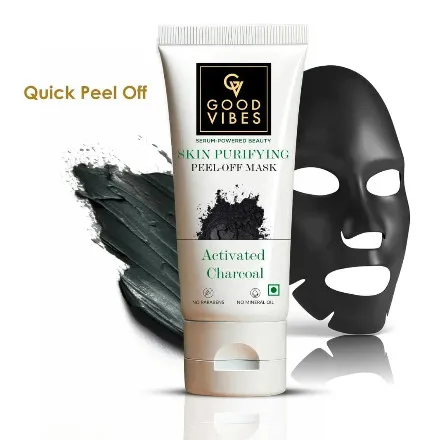 Quick Peel Off
GV
GOOD
VIBES
SERUM-POWERED BEAUTY
SKIN PURIFYING
PEEL-OFF MASK
Activated
Charcoal
NO PARABENS
NO MINERAL OIL